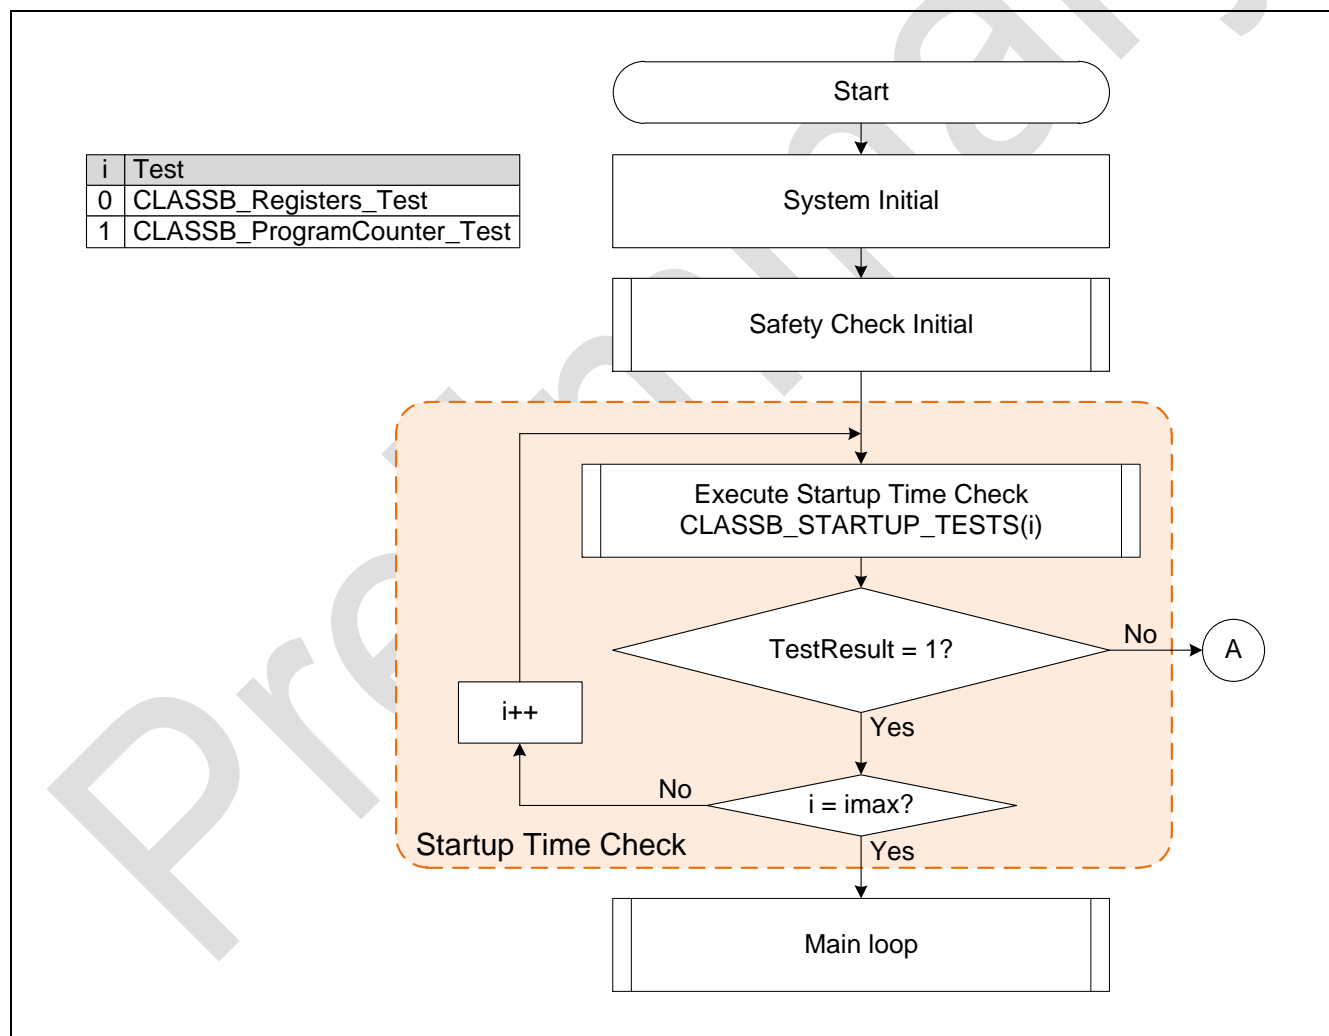 Start
i Test
0 CLASSB_Registers_Test
1 CLASSB_ProgramCounter_Test
System Initial
Safety Check Initial
Execute Startup Time Check
CLASSB_STARTUP_TESTS(i)
TestResult = 1?
No
A
i++
Yes
No
i = imax?
Startup Time Check
Yes
Main loop
Preliminary